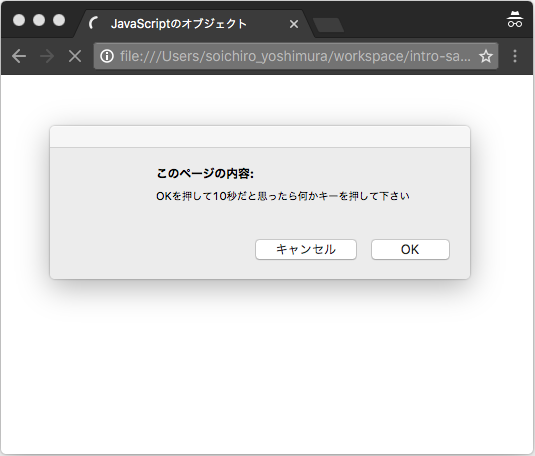 JavaScriptのオブジェクト
file:///Users/soichiro_yoshimura/workspace/intro-sa...
このページの内容:
OKを押して10秒だと思ったら何かキーを押して下さい
キャンセル
OK